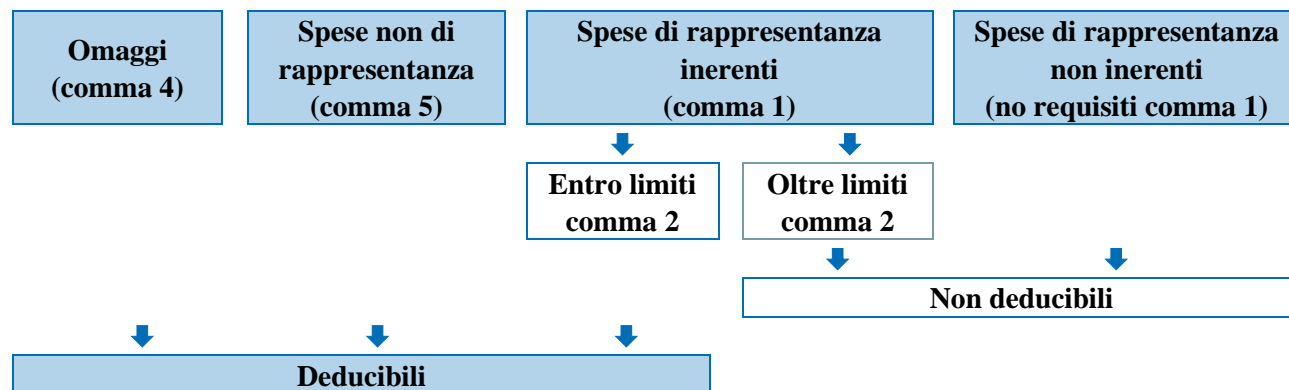 Omaggi
(comma 4)
Spese non di
rappresentanza
(comma 5)
Spese di rappresentanza
inerenti
(comma 1)
Spese di rappresentanza
non inerenti
(no requisiti comma 1)
Entro limiti
comma 2
Oltre limiti
comma 2
Non deducibili
Deducibili